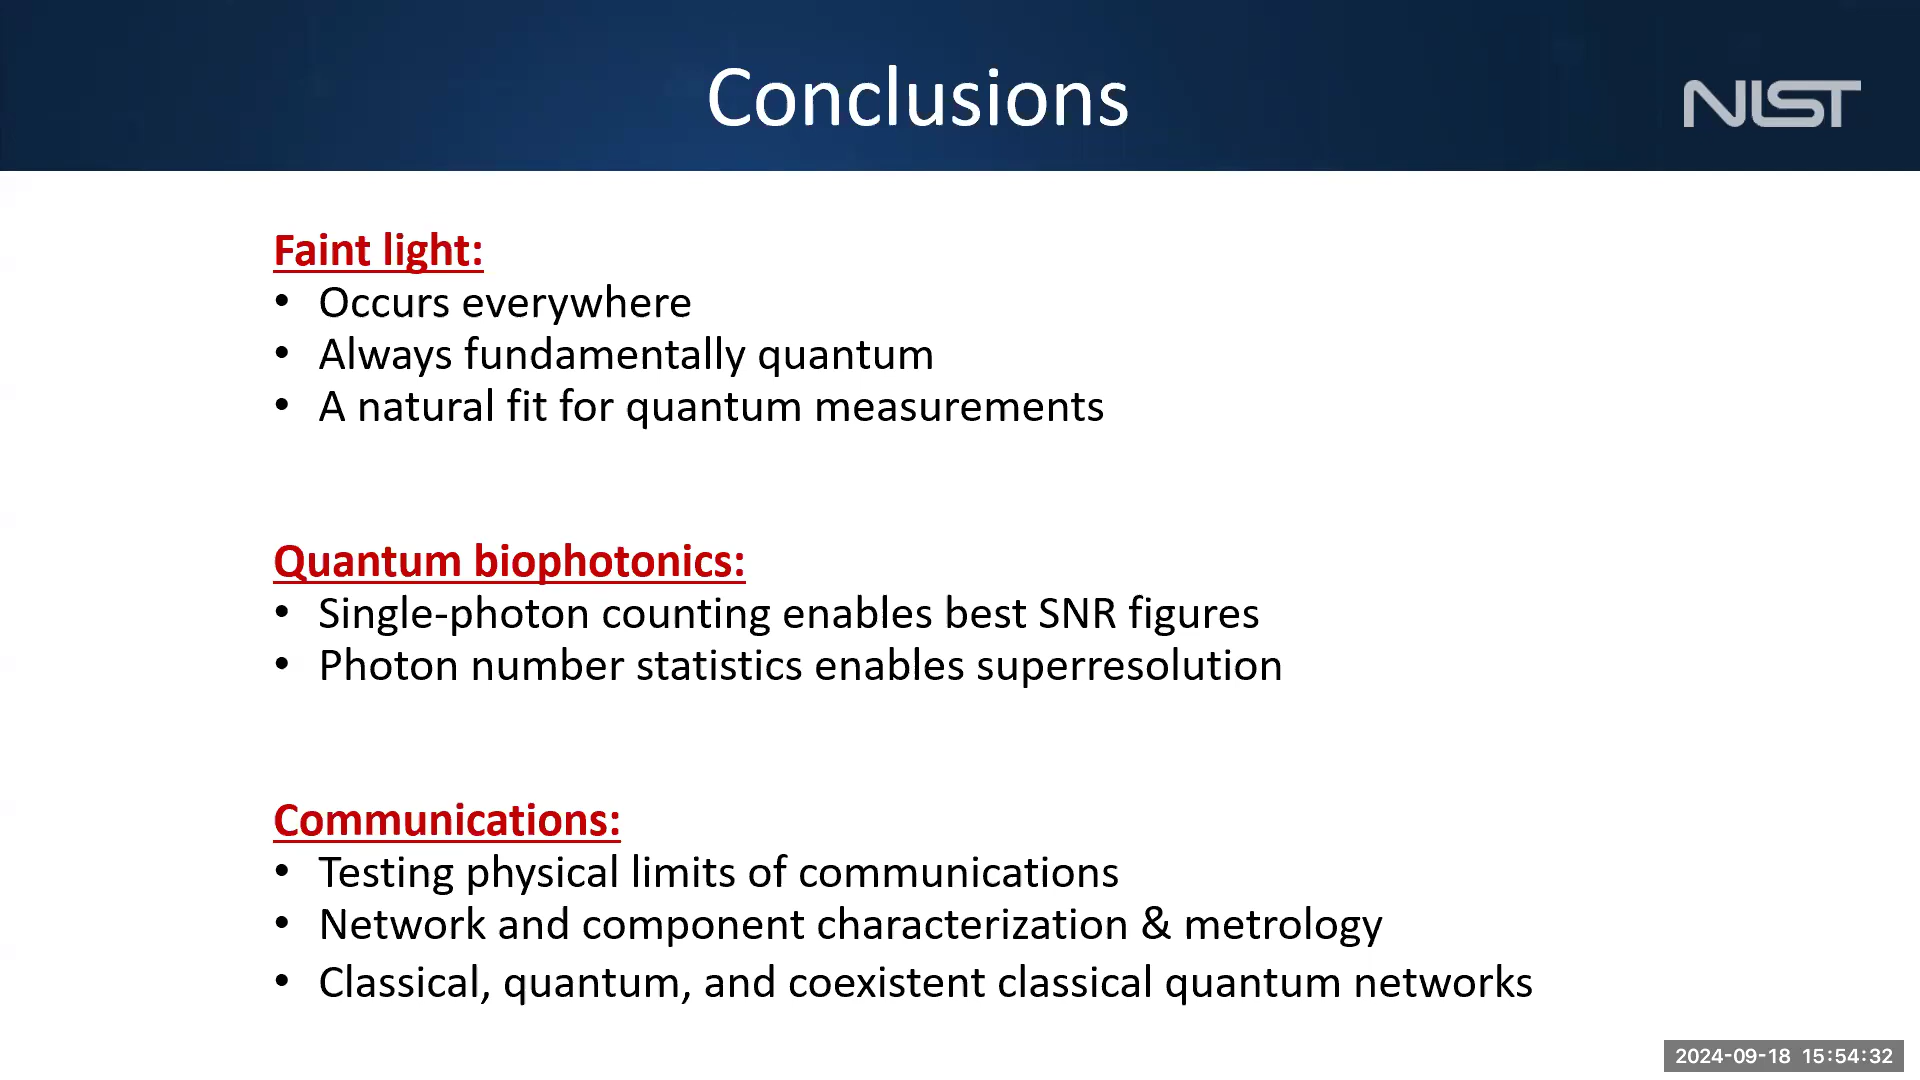 Conclusions
NIST
Faint light:
• Occurs everywhere
• Always fundamentally quantum
• A natural fit for quantum measurements
Quantum biophotonics:
• Single-photon counting enables best SNR figures
• Photon number statistics enables superresolution
Communications:
• Testing physical limits of communications
• Network and component characterization & metrology
• Classical, quantum, and coexistent classical quantum networks
2024-09-18 15:54:32